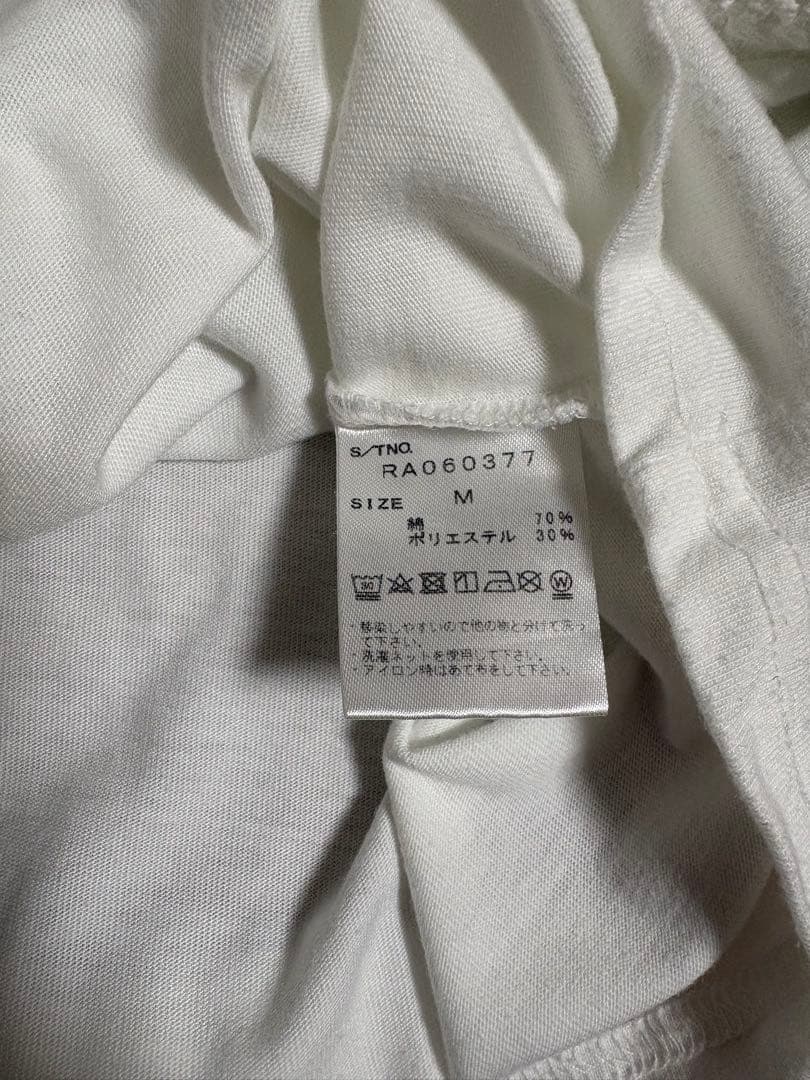 S/TNO.
RA060377
SIZE M
綿 70%
ポリエステル 30%
30 W
・移染しやすいので他の物と分けて洗っ
て下さい。
・洗濯ネットを使用して下さい。
・アイロン時はあて布をして下さい。